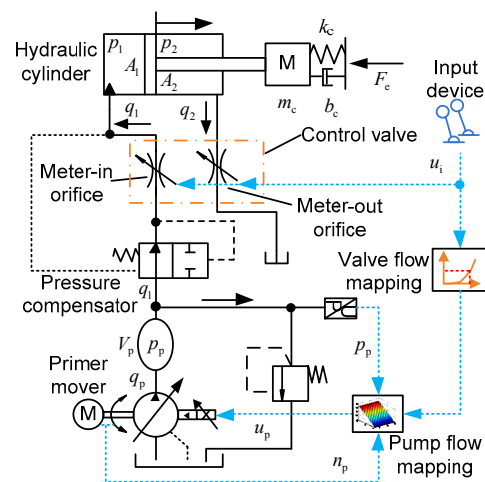 Hydraulic
cylinder
p1
p2
A1
A2
M
kc
bc
mc
Fe
Input
device
q1
q2
Control valve
ui
Meter-in
orifice
Meter-out
orifice
Pressure
compensator
q1
Valve flow
mapping
Vp
pp
pp
Primer
mover
qp
M
up
np
Pump flow
mapping